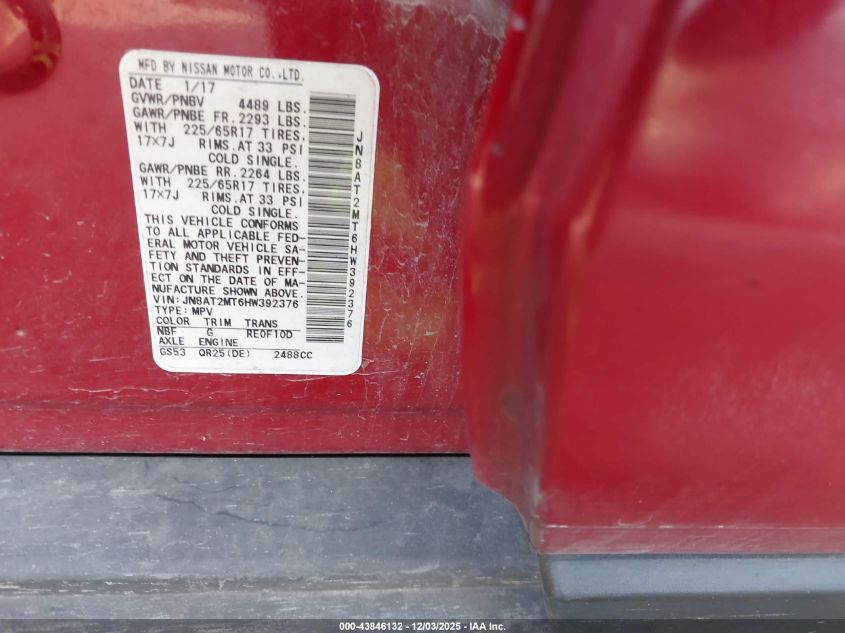 MFD BY NISSAN MOTOR CO.,LTD.
DATE 1/17
GVWR/PNBV 4489 LBS.
GAWR/PNBE FR. 2293 LBS.
WITH 225/65R17 TIRES.
17X7J RIMS. AT 33 PSI
COLD SINGLE.
GAWR/PNBE RR. 2264 LBS.
WITH 225/65R17 TIRES.
17X7J RIMS. AT 33 PSI
COLD SINGLE.
THIS VEHICLE CONFORMS
TO ALL APPLICABLE FED-
ERAL MOTOR VEHICLE SA-
FETY AND THEFT PREVEN-
TION STANDARDS IN EFF-
ECT ON THE DATE OF MA-
NUFACTURE SHOWN ABOVE.
VIN: JN8AT2MT6HW392376
TYPE: MPV
COLOR TRIM TRANS
NBF G RE0F10D
AXLE ENGINE
GS53 QR25(DE) 2488CC
JN8AT2MT6HW392376
000-43846132 - 12/03/2025 - IAA Inc.